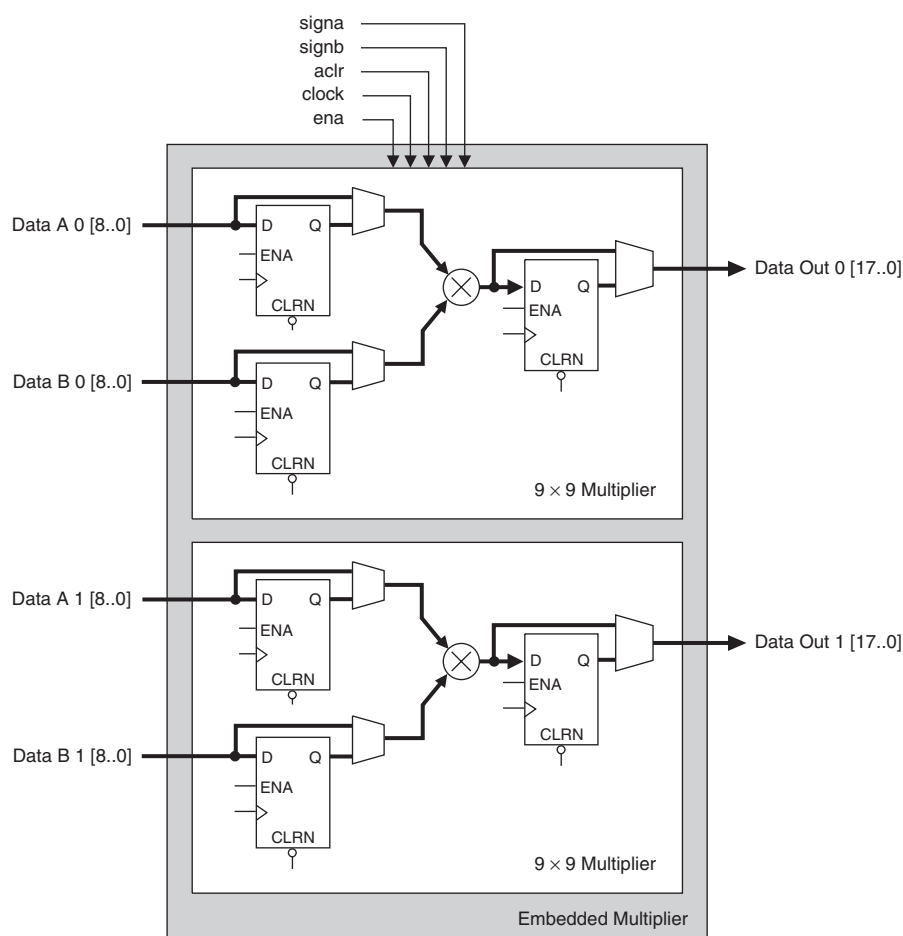 signa
signb
aclr
clock
ena
Data A 0 [8..0]
D Q
ENA
CLRN
Data B 0 [8..0]
D Q
ENA
CLRN
D Q
ENA
CLRN
Data Out 0 [17..0]
9 × 9 Multiplier
Data A 1 [8..0]
D Q
ENA
CLRN
Data B 1 [8..0]
D Q
ENA
CLRN
D Q
ENA
CLRN
Data Out 1 [17..0]
9 × 9 Multiplier
Embedded Multiplier